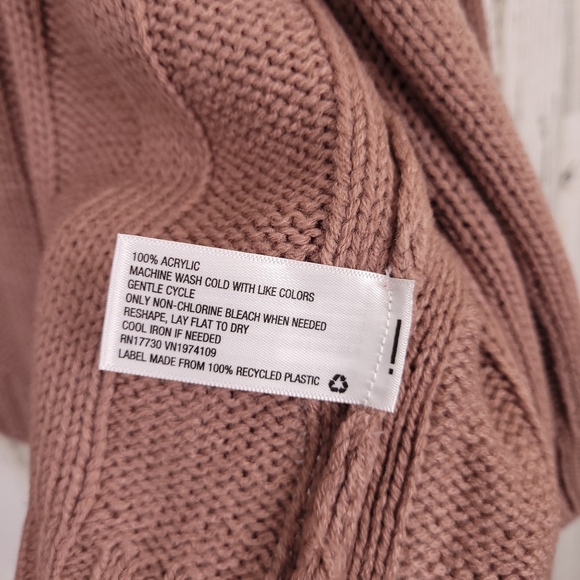 100% ACRYLIC
MACHINE WASH COLD WITH LIKE COLORS
GENTLE CYCLE
ONLY NON-CHLORINE BLEACH WHEN NEEDED
RESHAPE, LAY FLAT TO DRY
COOL IRON IF NEEDED
RN17730 VN1974109
LABEL MADE FROM 100% RECYCLED PLASTIC